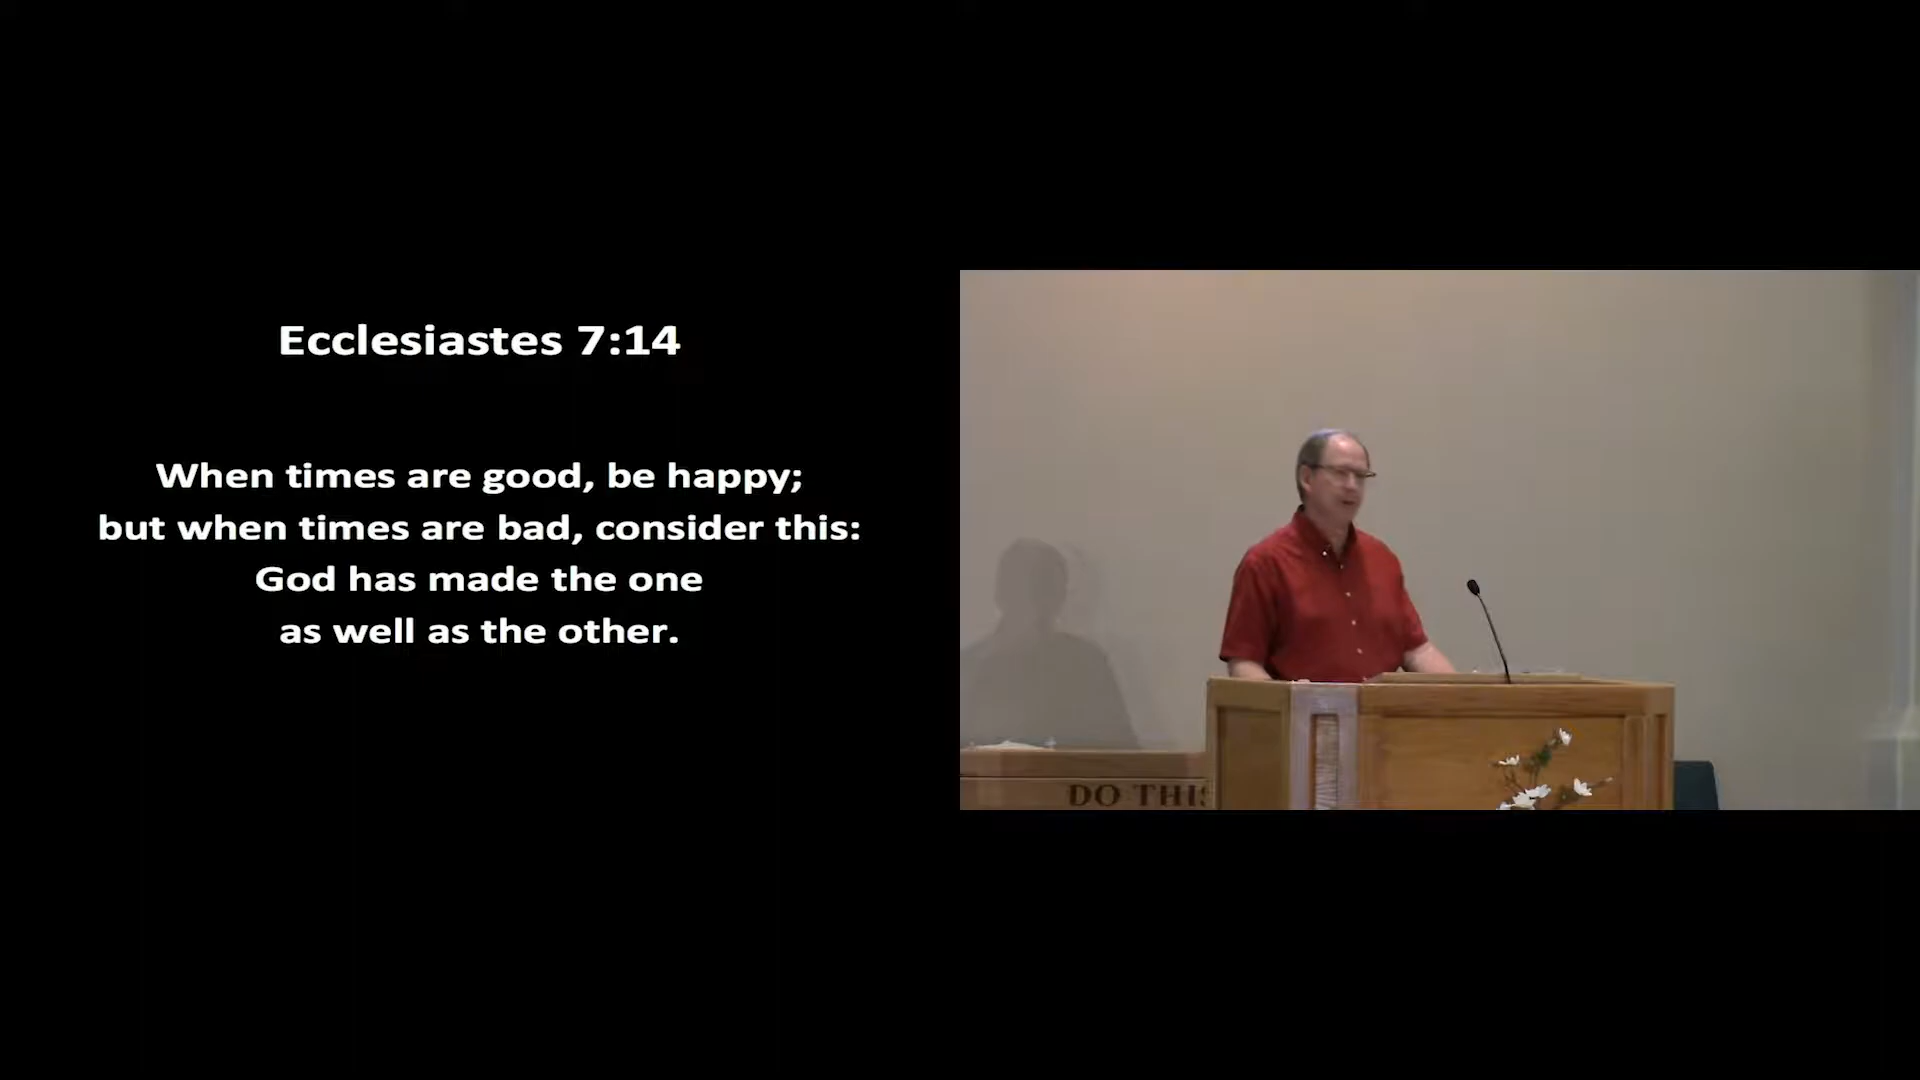 Ecclesiastes 7:14
When times are good, be happy;
but when times are bad, consider this:
God has made the one
as well as the other.
DO THIS